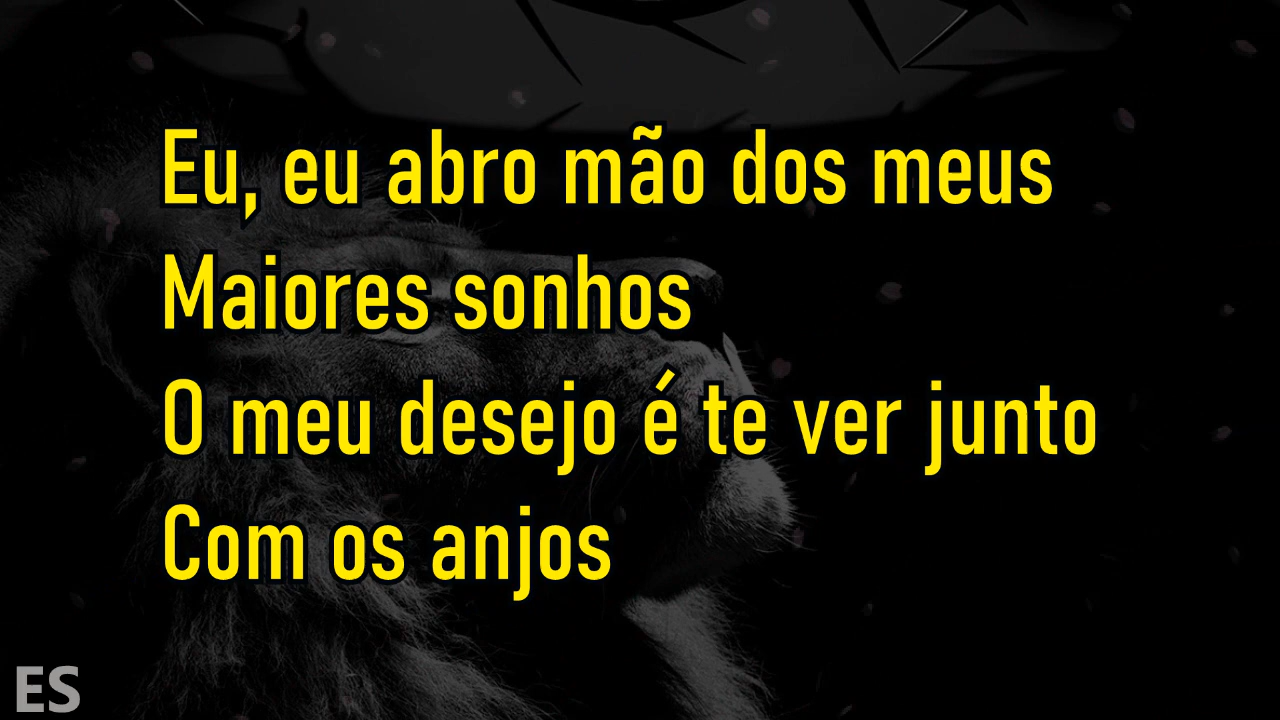 Eu, eu abro mão dos meus
Maiores sonhos
O meu desejo é te ver junto
Com os anjos
ES